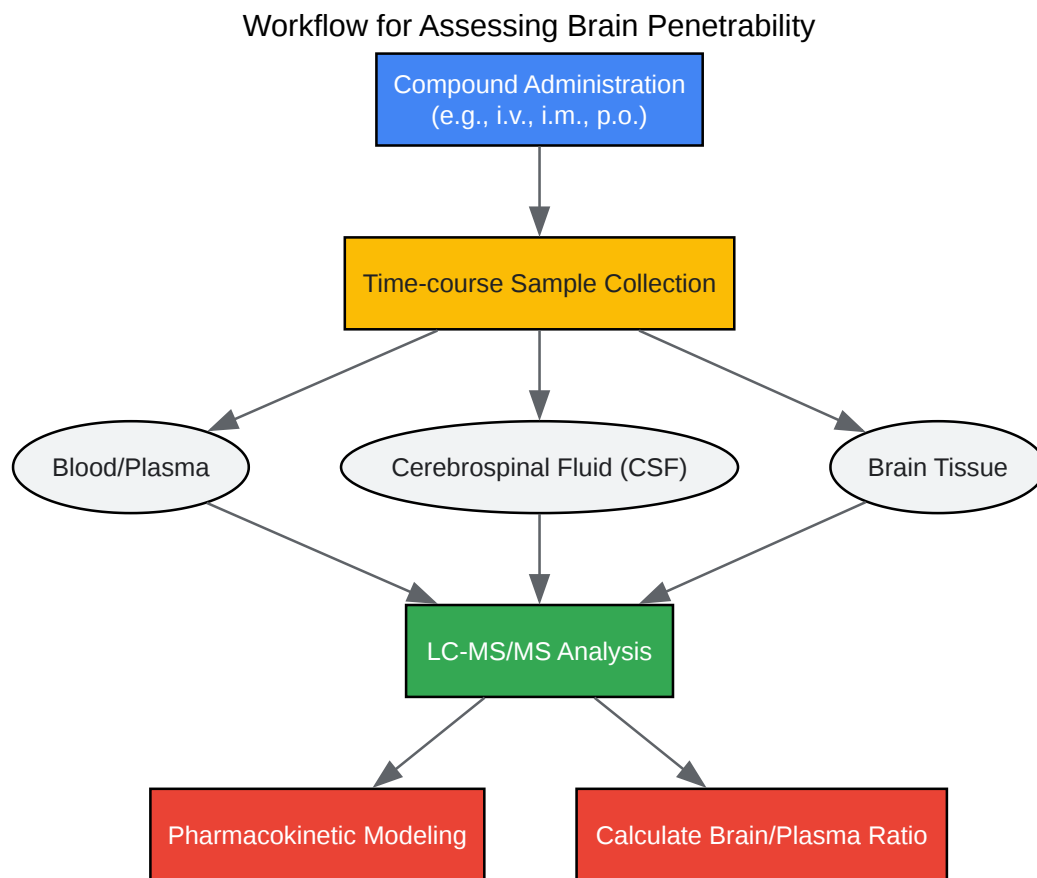 Workflow for Assessing Brain Penetrability
Compound Administration
(e.g., i.v., i.m., p.o.)
Time-course Sample Collection
Blood/Plasma
Cerebrospinal Fluid (CSF)
Brain Tissue
LC-MS/MS Analysis
Pharmacokinetic Modeling
Calculate Brain/Plasma Ratio